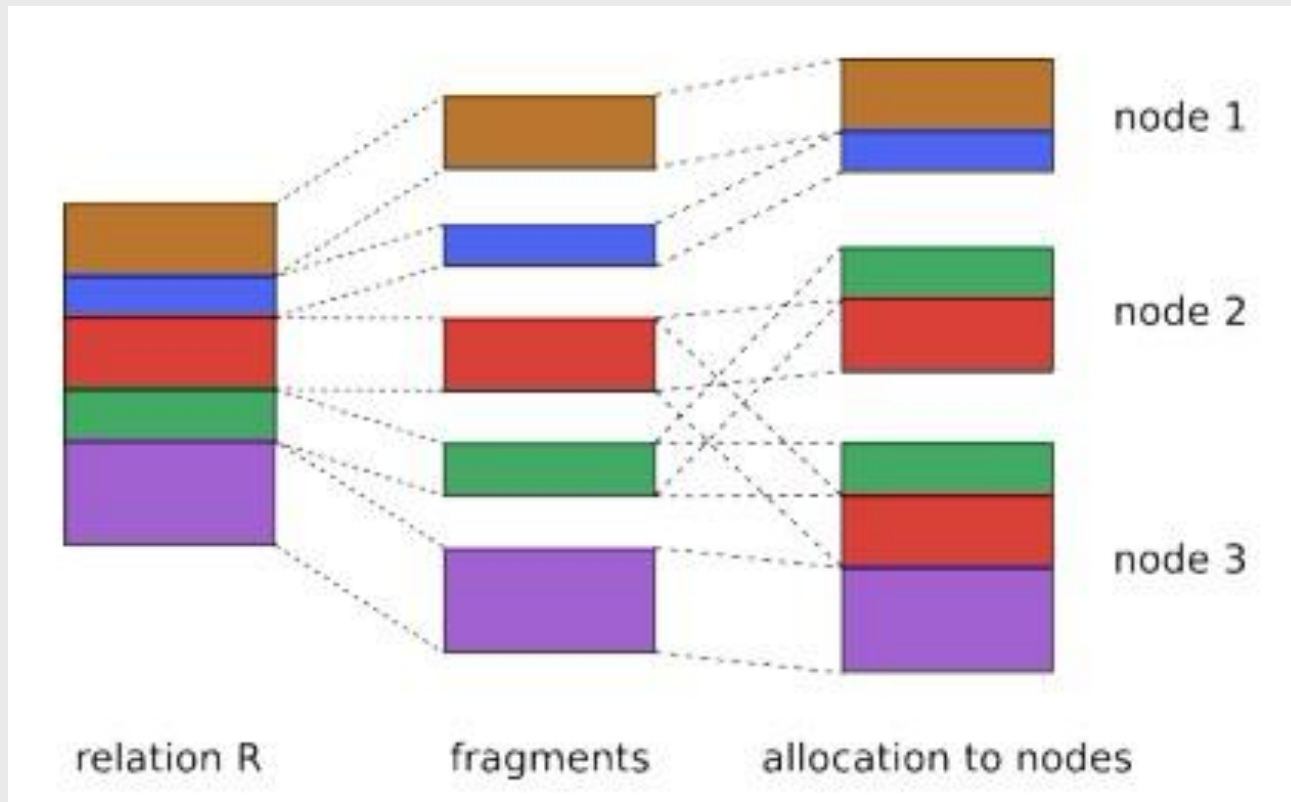 node 1
node 2
node 3
relation R
fragments
allocation to nodes